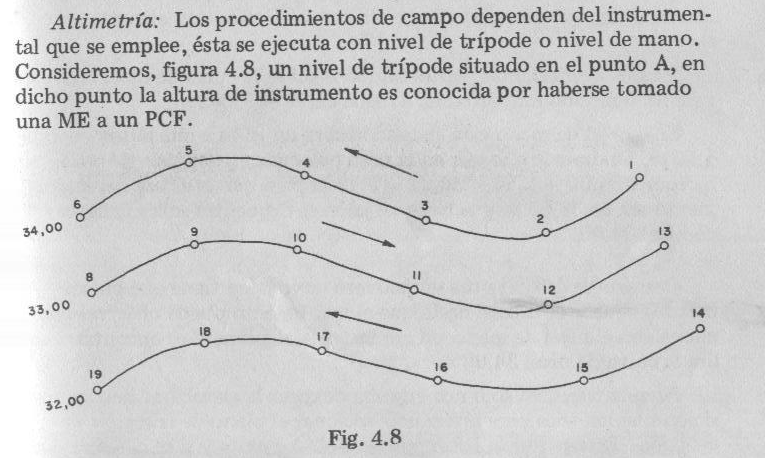 Altimetría: Los procedimientos de campo dependen del instrumen-
tal que se emplee, ésta se ejecuta con nivel de trípode o nivel de mano.
Consideremos, figura 4.8, un nivel de trípode situado en el punto A, en
dicho punto la altura de instrumento es conocida por haberse tomado
una ME a un PCF.
6 5 4 3 2 1
34,00
8 9 10 11 12 13
33,00
19 18 17 16 15 14
32,00
Fig. 4.8